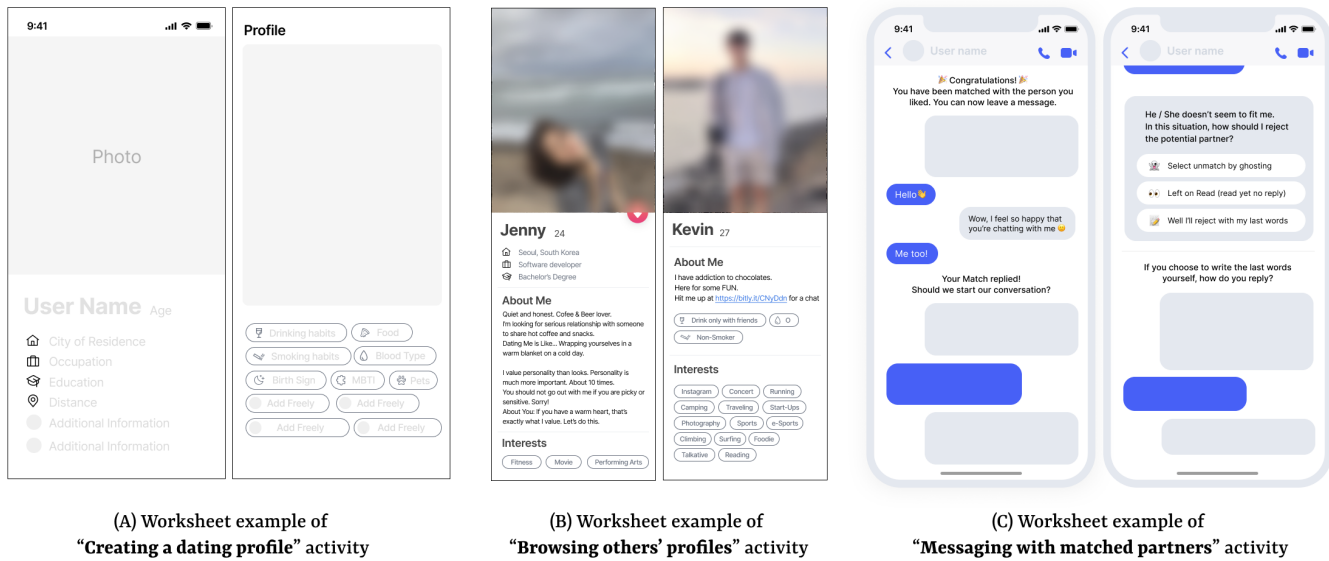 9:41
Photo
User Name Age
City of Residence
Occupation
Education
Distance
Additional Information
Additional Information
Profile
Drinking habits Food
Smoking habits Blood Type
Birth Sign MBTI Pets
Add Freely Add Freely
Add Freely Add Freely
(A) Worksheet example of
“Creating a dating profile” activity
Jenny 24
Seoul, South Korea
Software developer
Bachelor's Degree
About Me
Quiet and honest. Cofee & Beer lover.
I'm looking for serious relationship with someone
to share hot coffee and snacks.
Dating Me is Like... Wrapping yourselves in a
warm blanket on a cold day.
I value personality than looks. Personality is
much more important. About 10 times.
You should not go out with me if you are picky or
sensitive. Sorry!
About You: If you have a warm heart, that's
exactly what I value. Let's do this.
Interests
Fitness Movie Performing Arts
Kevin 27
About Me
I have addiction to chocolates.
Here for some FUN.
Hit me up at https://bitly.it/CNyDdn for a chat
Drink only with friends O
Non-Smoker
Interests
Instagram Concert Running
Camping Traveling Start-Ups
Photography Sports e-Sports
Climbing Surfing Foodie
Talkative Reading
(B) Worksheet example of
“Browsing others’ profiles” activity
9:41
User name
🎉 Congratulations! 🎉
You have been matched with the person you
liked. You can now leave a message.
Hello👋
Wow, I feel so happy that
you're chatting with me 😊
Me too!
Your Match replied!
Should we start our conversation?
9:41
User name
He / She doesn't seem to fit me.
In this situation, how should I reject
the potential partner?
Select unmatch by ghosting
👀 Left on Read (read yet no reply)
📝 Well I'll reject with my last words
If you choose to write the last words
yourself, how do you reply?
(C) Worksheet example of
“Messaging with matched partners” activity